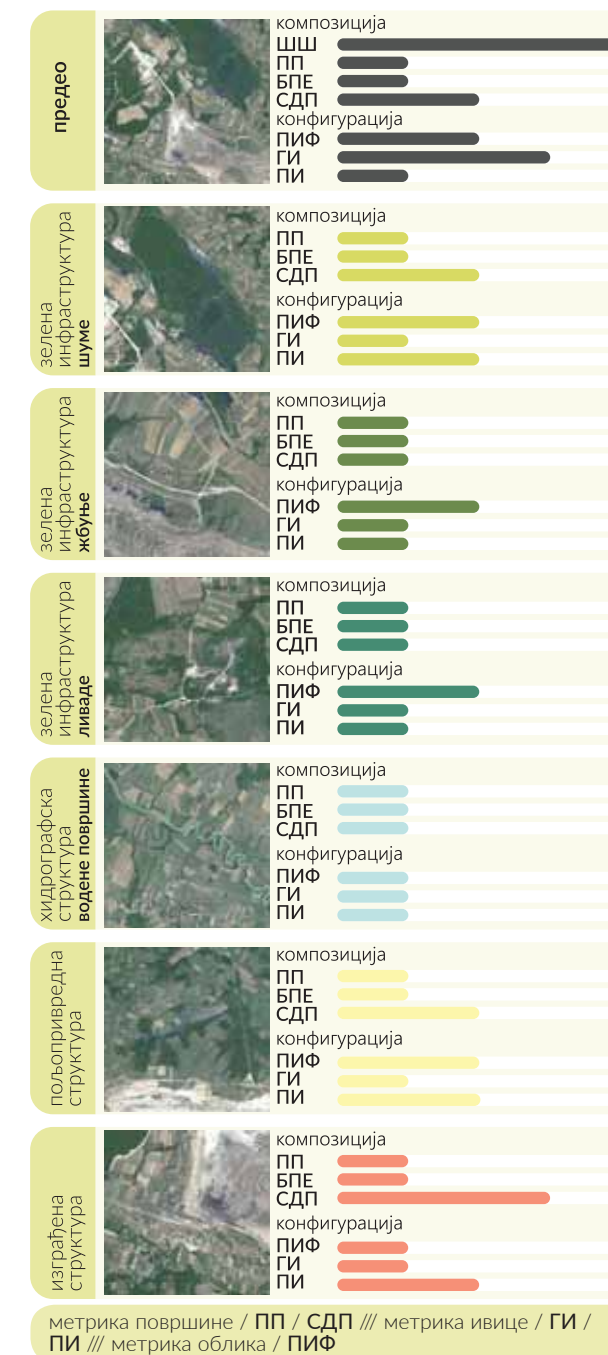 предео
композиција
ШШ
ПП
БПЕ
СДП
конфигурација
ПИФ
ГИ
ПИ
зелена
инфраструктура
шуме
композиција
ПП
БПЕ
СДП
конфигурација
ПИФ
ГИ
ПИ
зелена
инфраструктура
жбуње
композиција
ПП
БПЕ
СДП
конфигурација
ПИФ
ГИ
ПИ
зелена
инфраструктура
ливаде
композиција
ПП
БПЕ
СДП
конфигурација
ПИФ
ГИ
ПИ
хидрографска
структура
водене површине
композиција
ПП
БПЕ
СДП
конфигурација
ПИФ
ГИ
ПИ
пољопривредна
структура
композиција
ПП
БПЕ
СДП
конфигурација
ПИФ
ГИ
ПИ
изграђена
структура
композиција
ПП
БПЕ
СДП
конфигурација
ПИФ
ГИ
ПИ
метрика површине / ПП / СДП /// метрика ивице / ГИ /
ПИ /// метрика облика / ПИФ